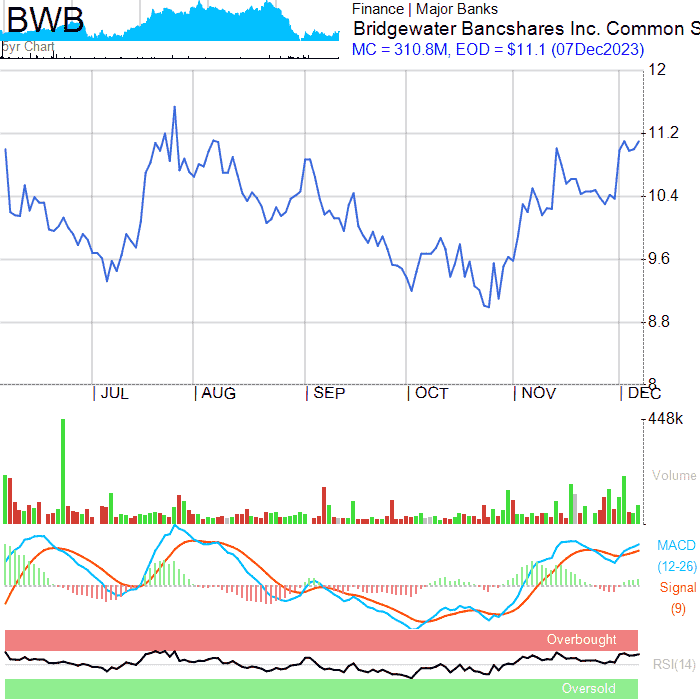 BWB
5yr Chart
Finance | Major Banks
Bridgewater Bancshares Inc. Common S
MC = 310.8M, EOD = $11.1 (07Dec2023)
12
11.2
10.4
9.6
8.8
8
JUL AUG SEP OCT NOV DEC
448k
Volume
MACD
(12-26)
Signal
(9)
Overbought
RSI(14)
Oversold